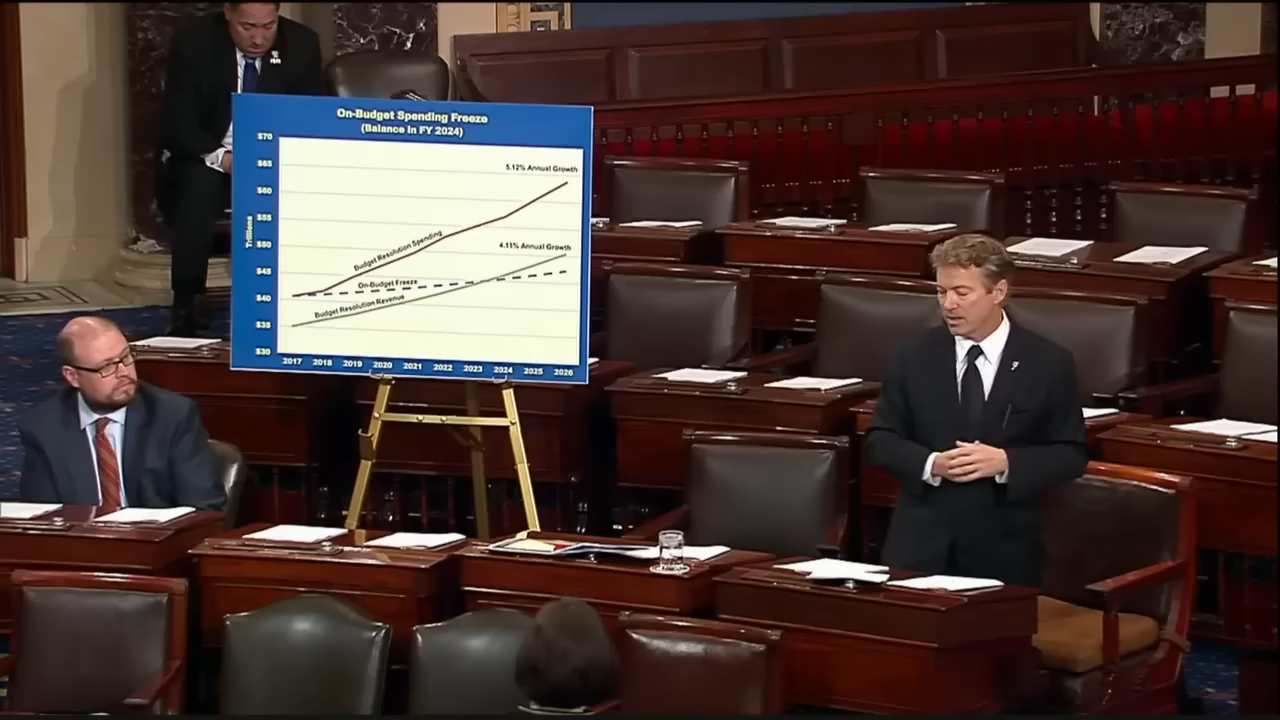 On-Budget Spending Freeze
(Balance in FY 2024)
$70
$65
$60
$55
$50
$45
$40
$35
$30
Trillions
5.12% Annual Growth
Budget Resolution Spending
4.11% Annual Growth
On-Budget Freeze
Budget Resolution Revenue
2017 2018 2019 2020 2021 2022 2023 2024 2025 2026